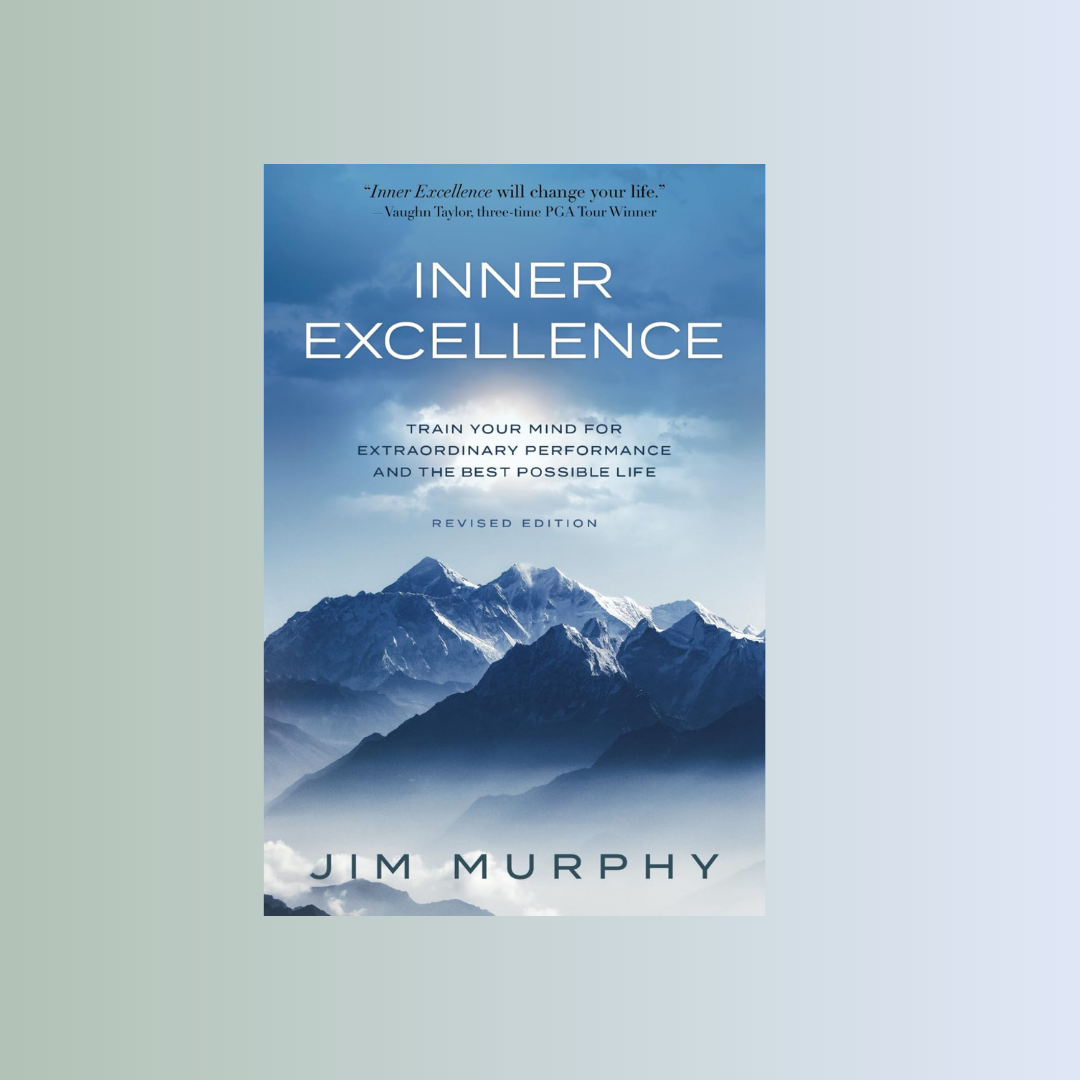 “Inner Excellence will change your life.”
– Vaughn Taylor, three-time PGA Tour Winner
INNER
EXCELLENCE
TRAIN YOUR MIND FOR
EXTRAORDINARY PERFORMANCE
AND THE BEST POSSIBLE LIFE
REVISED EDITION
JIM MURPHY